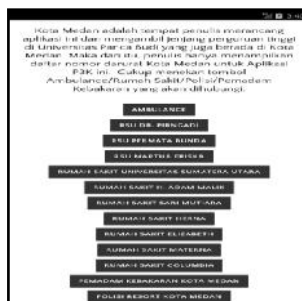 Kota Medan adalah tempat penulis merancang
aplikasi ini dan mengambil jenjang perguruan tinggi
di Universitas Panca Budi yang juga berada di Kota
Medan. Maka dari itu, penulis hanya menampilkan
daftar nomor darurat Kota Medan untuk Aplikasi
P3K ini. Cukup menekan tombol
Ambulance/Rumah Sakit/Polisi/Pemadam
Kebakaran yang akan dihubungi.
AMBULANCE
RSU DR. PIRNGADI
RSU PERMATA BUNDA
RSU MARTHA FRISKA
RUMAH SAKIT UNIVERSITAS SUMATERA UTARA
RUMAH SAKIT H. ADAM MALIK
RUMAH SAKIT SARI MUTIARA
RUMAH SAKIT HERNA
RUMAH SAKIT ELIZABETH
RUMAH SAKIT MATERNA
RUMAH SAKIT COLUMBIA
PEMADAM KEBAKARAN KOTA MEDAN
POLISI RESORT KOTA MEDAN